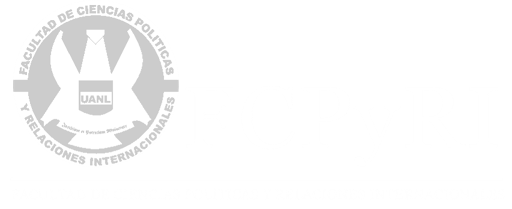 FACULTAD DE CIENCIAS POLITICAS
UANL
Y RELACIONES INTERNACIONALES